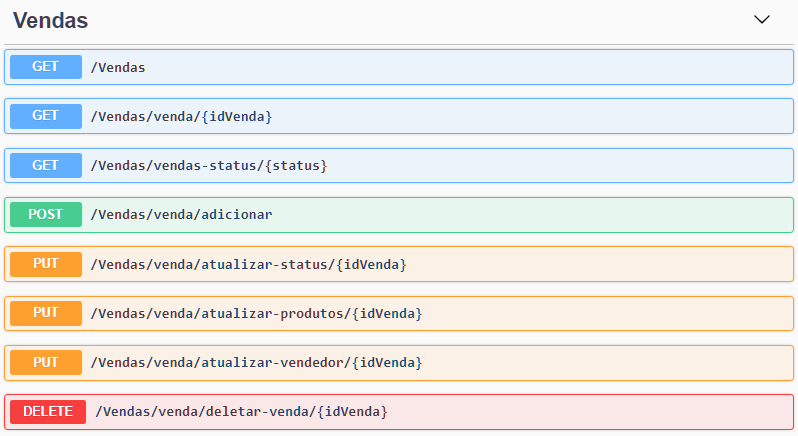 Vendas
GET /Vendas
GET /Vendas/venda/{idVenda}
GET /Vendas/vendas-status/{status}
POST /Vendas/venda/adicionar
PUT /Vendas/venda/atualizar-status/{idVenda}
PUT /Vendas/venda/atualizar-produtos/{idVenda}
PUT /Vendas/venda/atualizar-vendedor/{idVenda}
DELETE /Vendas/venda/deletar-venda/{idVenda}